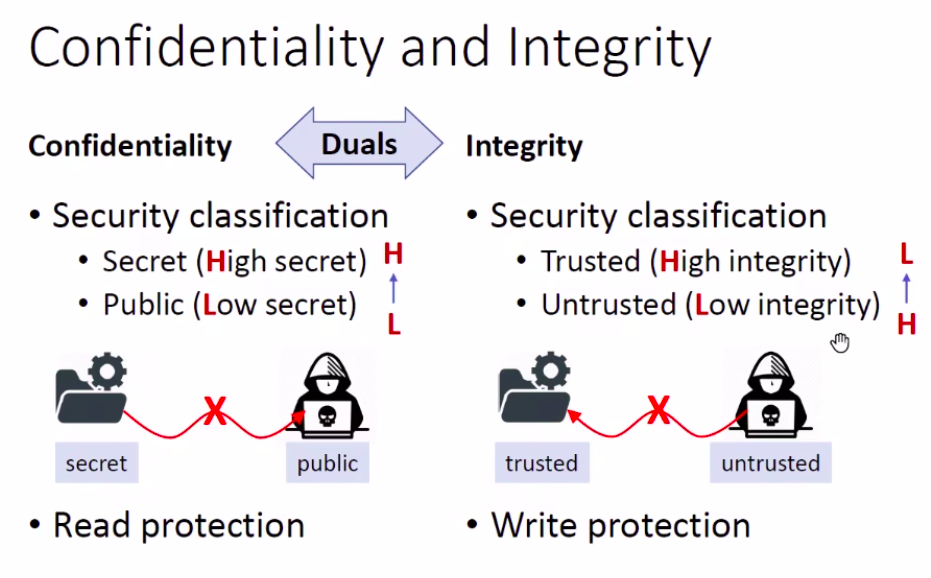 Confidentiality and Integrity
Confidentiality
Duals
Integrity
• Security classification
• Secret (High secret)
• Public (Low secret)
H
L
secret
X
public
• Read protection
• Security classification
• Trusted (High integrity)
• Untrusted (Low integrity)
L
H
trusted
X
untrusted
• Write protection